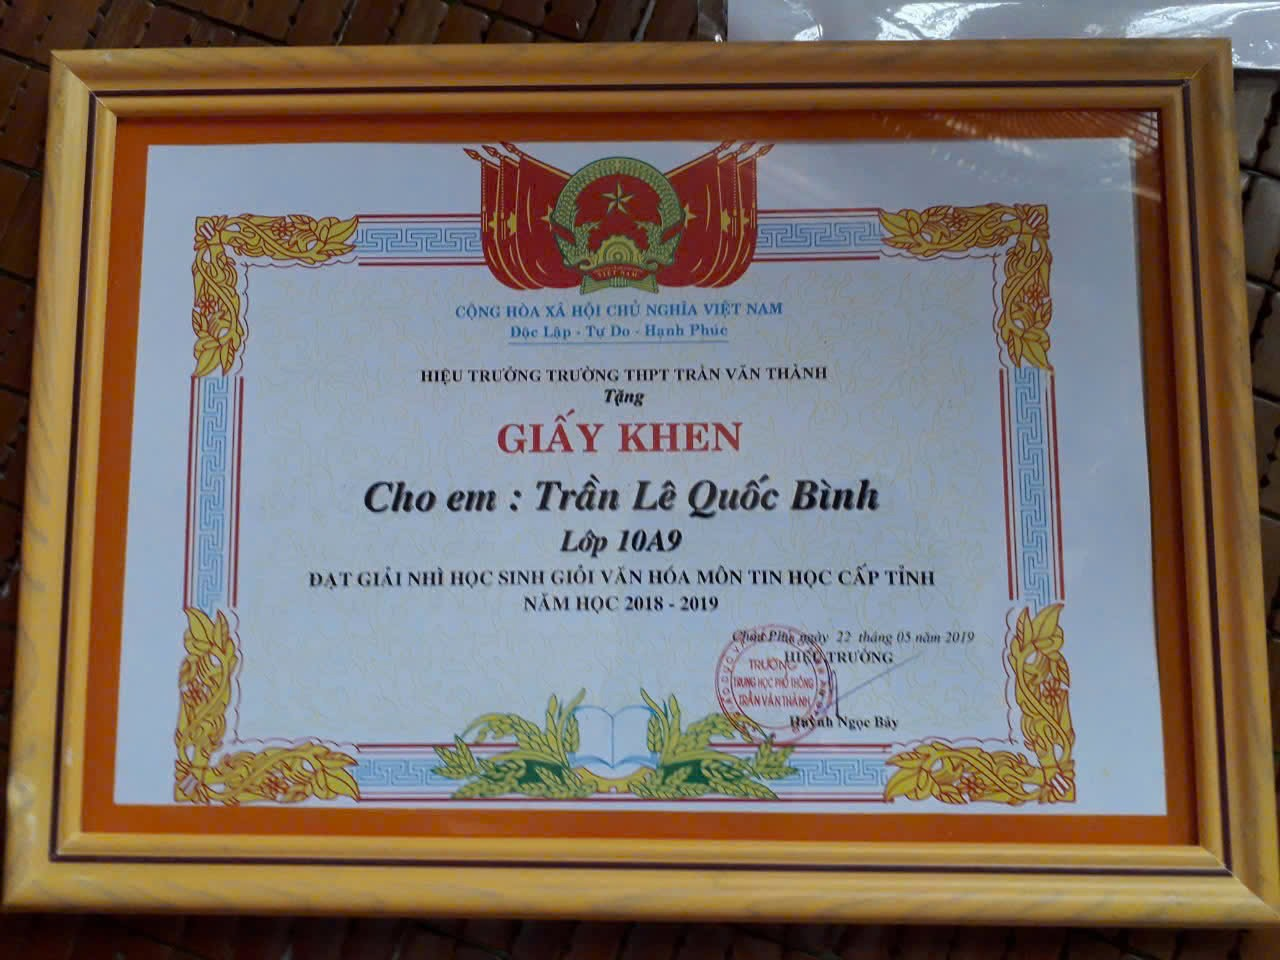 VIỆT NAM
CỘNG HÒA XÃ HỘI CHỦ NGHĨA VIỆT NAM
Độc Lập - Tự Do - Hạnh Phúc
HIỆU TRƯỞNG TRƯỜNG THPT TRẦN VĂN THÀNH
Tặng
GIẤY KHEN
Cho em : Trần Lê Quốc Bình
Lớp 10A9
ĐẠT GIẢI NHÌ HỌC SINH GIỎI VĂN HÓA MÔN TIN HỌC CẤP TỈNH
NĂM HỌC 2018 - 2019
Phú, ngày 22 tháng 05 năm 2019
HIỆU TRƯỞNG
TRƯỜNG
TRUNG HỌC PHỔ THÔNG
TRẦN VĂN THÀNH
Huỳnh Ngọc Bảy